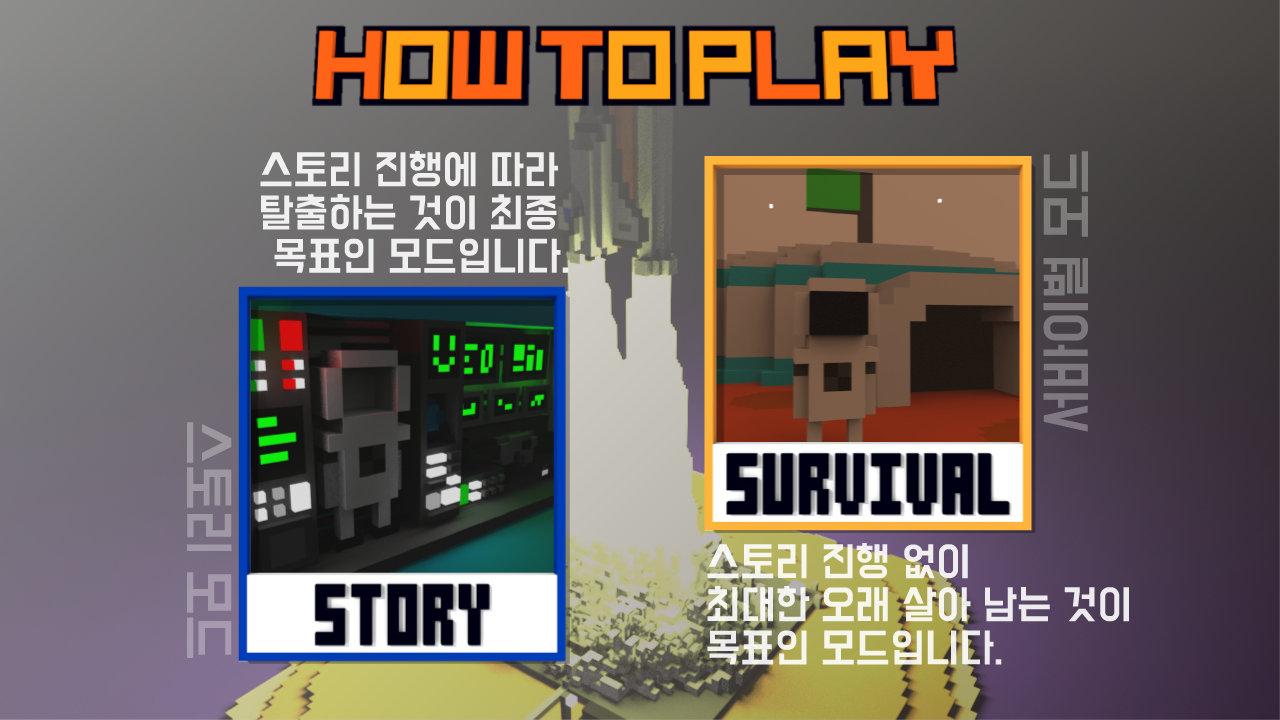 HOW TO PLAY
스토리 진행에 따라
탈출하는 것이 최종
목표인 모드입니다.
STORY
스토리 모드
SURVIVAL
서바이벌 모드
스토리 진행 없이
최대한 오래 살아 남는 것이
목표인 모드입니다.